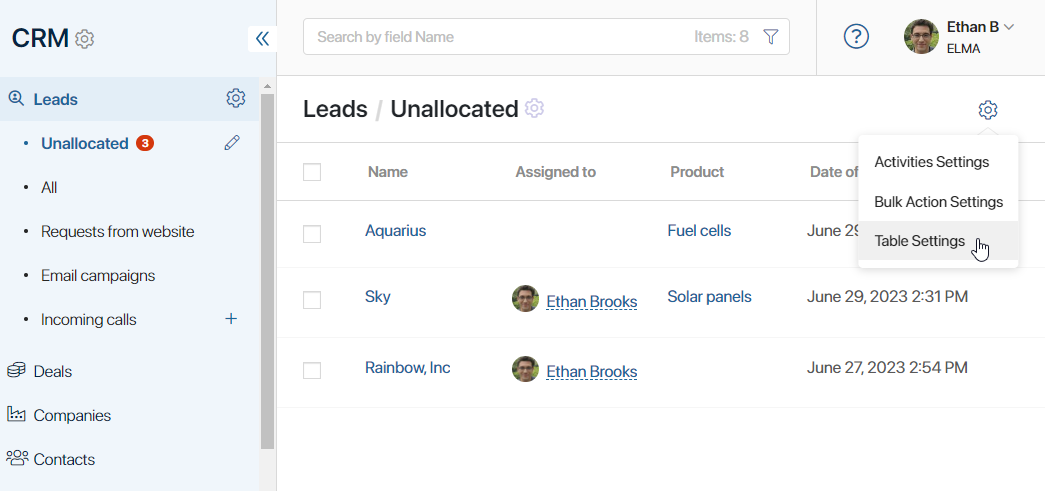 CRM
Search by field Name
Items: 8
Ethan B
ELMA
Leads
Unallocated 3
All
Requests from website
Email campaigns
Incoming calls
Deals
Companies
Contacts
Leads / Unallocated
Activities Settings
Bulk Action Settings
Table Settings
Name Assigned to Product Date of
Aquarius Fuel cells June 29
Sky Ethan Brooks Solar panels June 29, 2023 2:31 PM
Rainbow, Inc Ethan Brooks June 27, 2023 2:54 PM